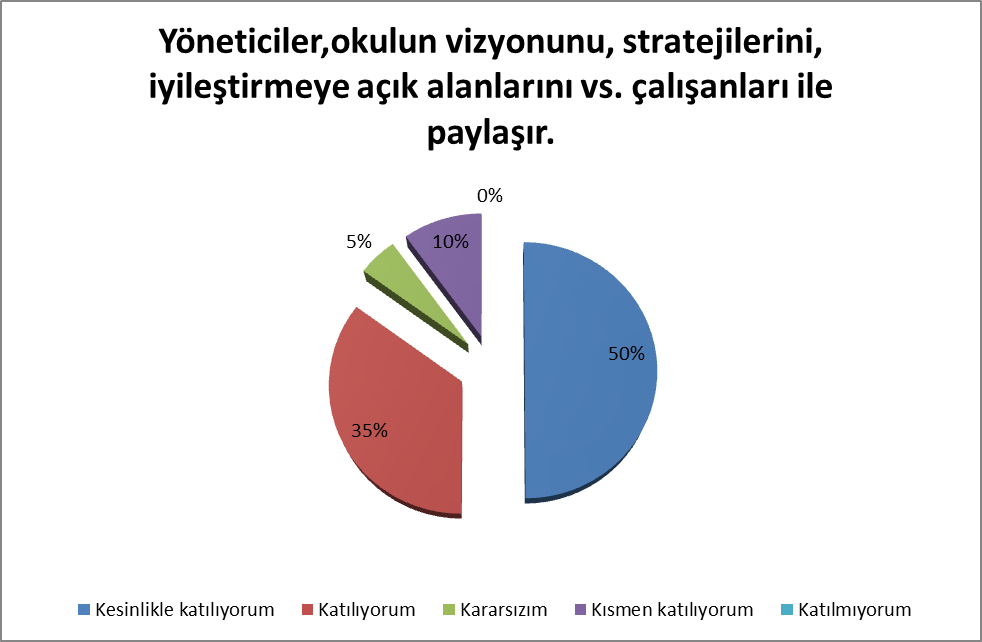 Yöneticiler,okulun vizyonunu, stratejilerini,
iyileştirmeye açık alanlarını vs. çalışanları ile
paylaşır.
0%
5%
10%
50%
35%
Kesinlikle katılıyorum Katılıyorum Kararsızım Kısmen katılıyorum Katılmıyorum